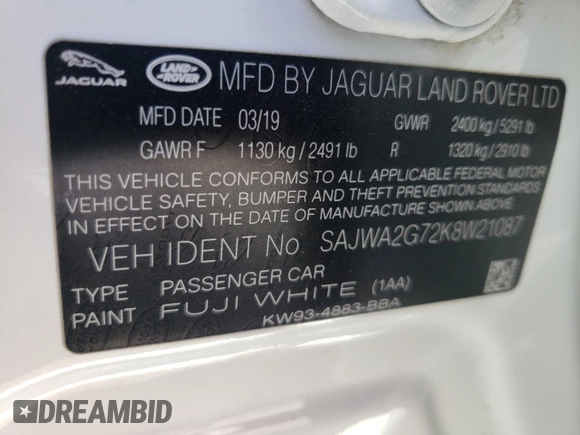 JAGUAR
LAND
ROVER
MFD BY JAGUAR LAND ROVER LTD
MFD DATE 03/19 GVWR 2400 kg / 5291 lb
GAWR F 1130 kg / 2491 lb R 1320 kg / 2910 lb
THIS VEHICLE CONFORMS TO ALL APPLICABLE FEDERAL MOTOR
VEHICLE SAFETY, BUMPER AND THEFT PREVENTION STANDARDS
IN EFFECT ON THE DATE OF MANUFACTURE SHOWN ABOVE.
VEH IDENT No. SAJWA2G72K8W21087
TYPE PASSENGER CAR
PAINT FUJI WHITE (1AA)
KW93-4883-BBA
DREAMBID